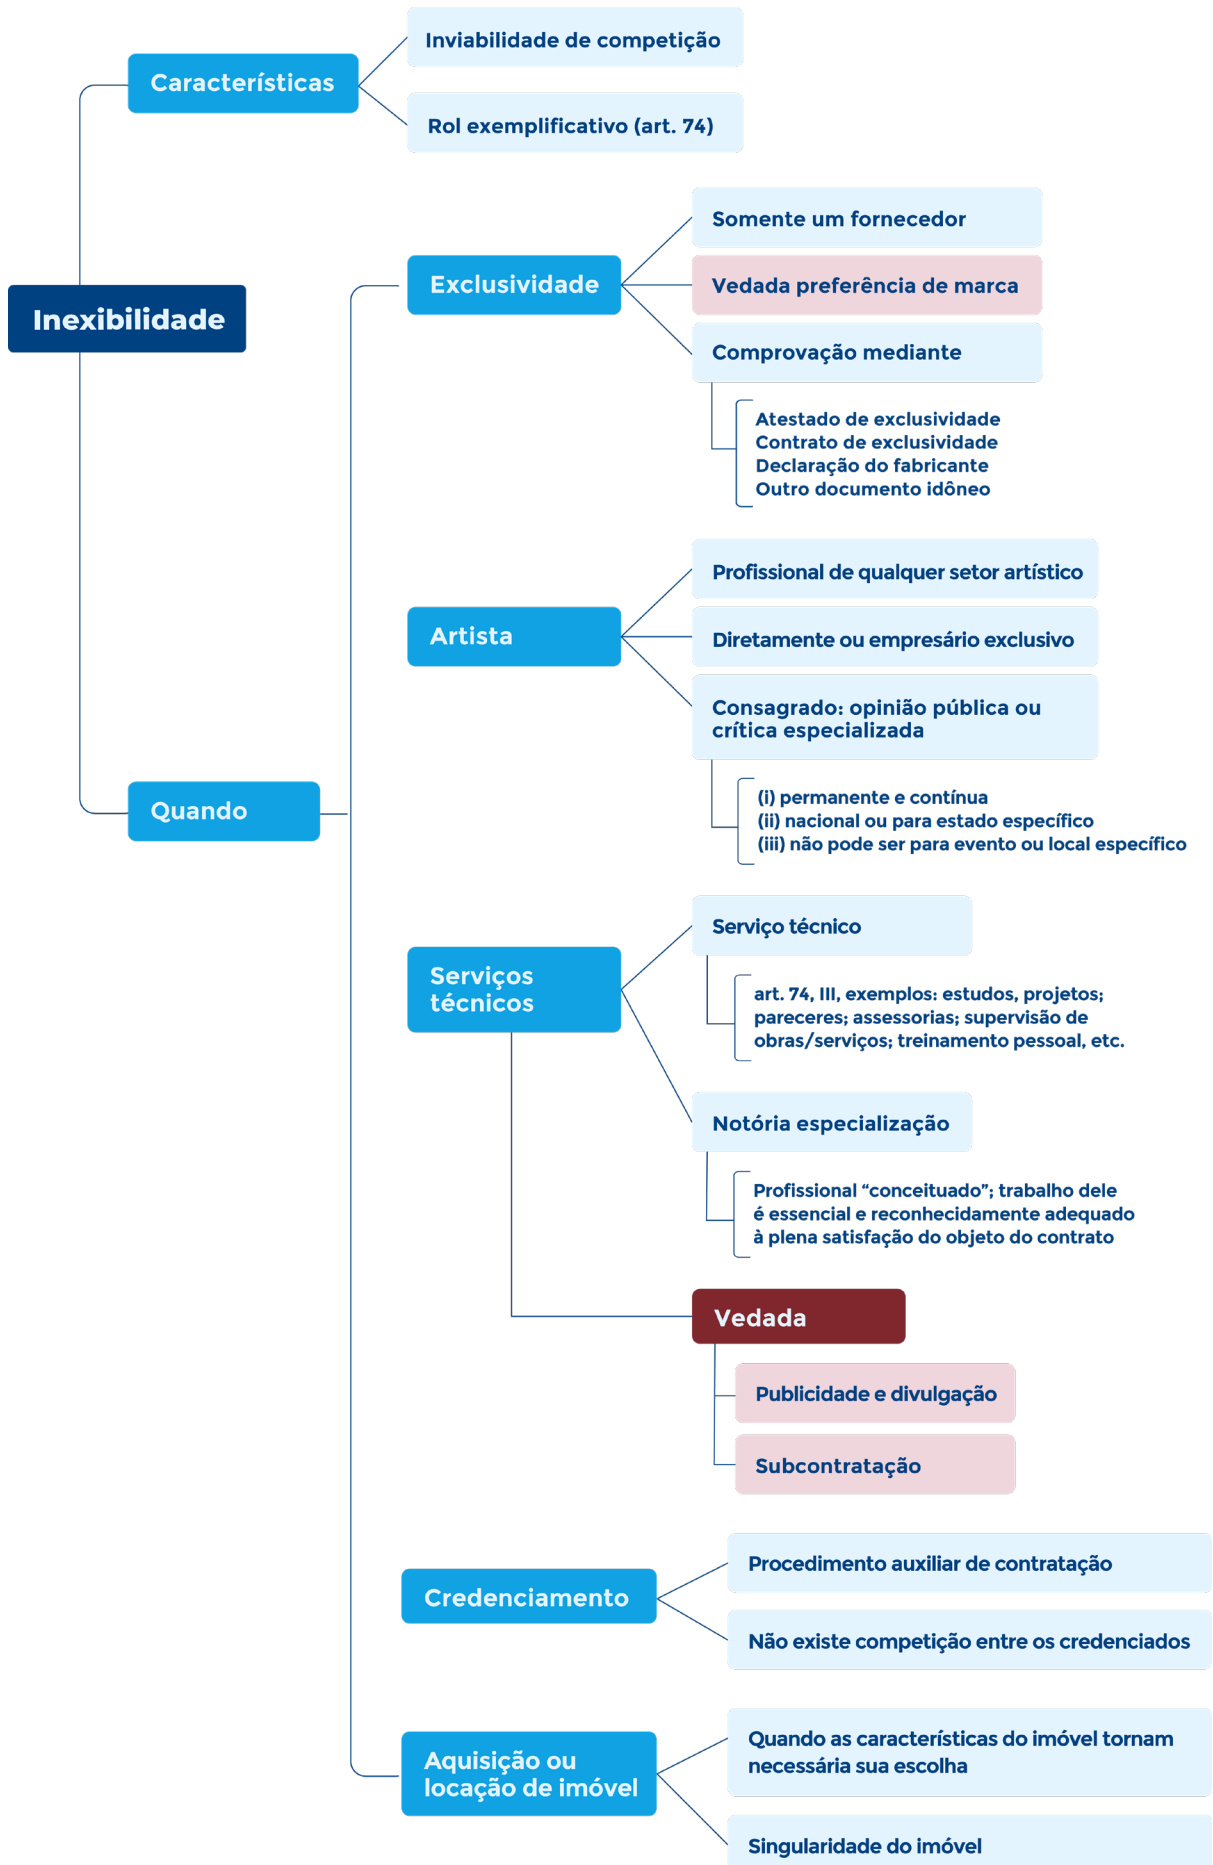 Características
Inviabilidade de competição
Rol exemplificativo (art. 74)
Inexibilidade
Quando
Exclusividade
Somente um fornecedor
Vedada preferência de marca
Comprovação mediante
Atestado de exclusividade
Contrato de exclusividade
Declaração do fabricante
Outro documento idôneo
Artista
Profissional de qualquer setor artístico
Diretamente ou empresário exclusivo
Consagrado: opinião pública ou
crítica especializada
(i) permanente e contínua
(ii) nacional ou para estado específico
(iii) não pode ser para evento ou local específico
Serviços
técnicos
Serviço técnico
art. 74, III, exemplos: estudos, projetos;
pareceres; assessorias; supervisão de
obras/serviços; treinamento pessoal, etc.
Notória especialização
Profissional “conceituado”; trabalho dele
é essencial e reconhecidamente adequado
à plena satisfação do objeto do contrato
Vedada
Publicidade e divulgação
Subcontratação
Credenciamento
Procedimento auxiliar de contratação
Não existe competição entre os credenciados
Aquisição ou
locação de imóvel
Quando as características do imóvel tornam
necessária sua escolha
Singularidade do imóvel